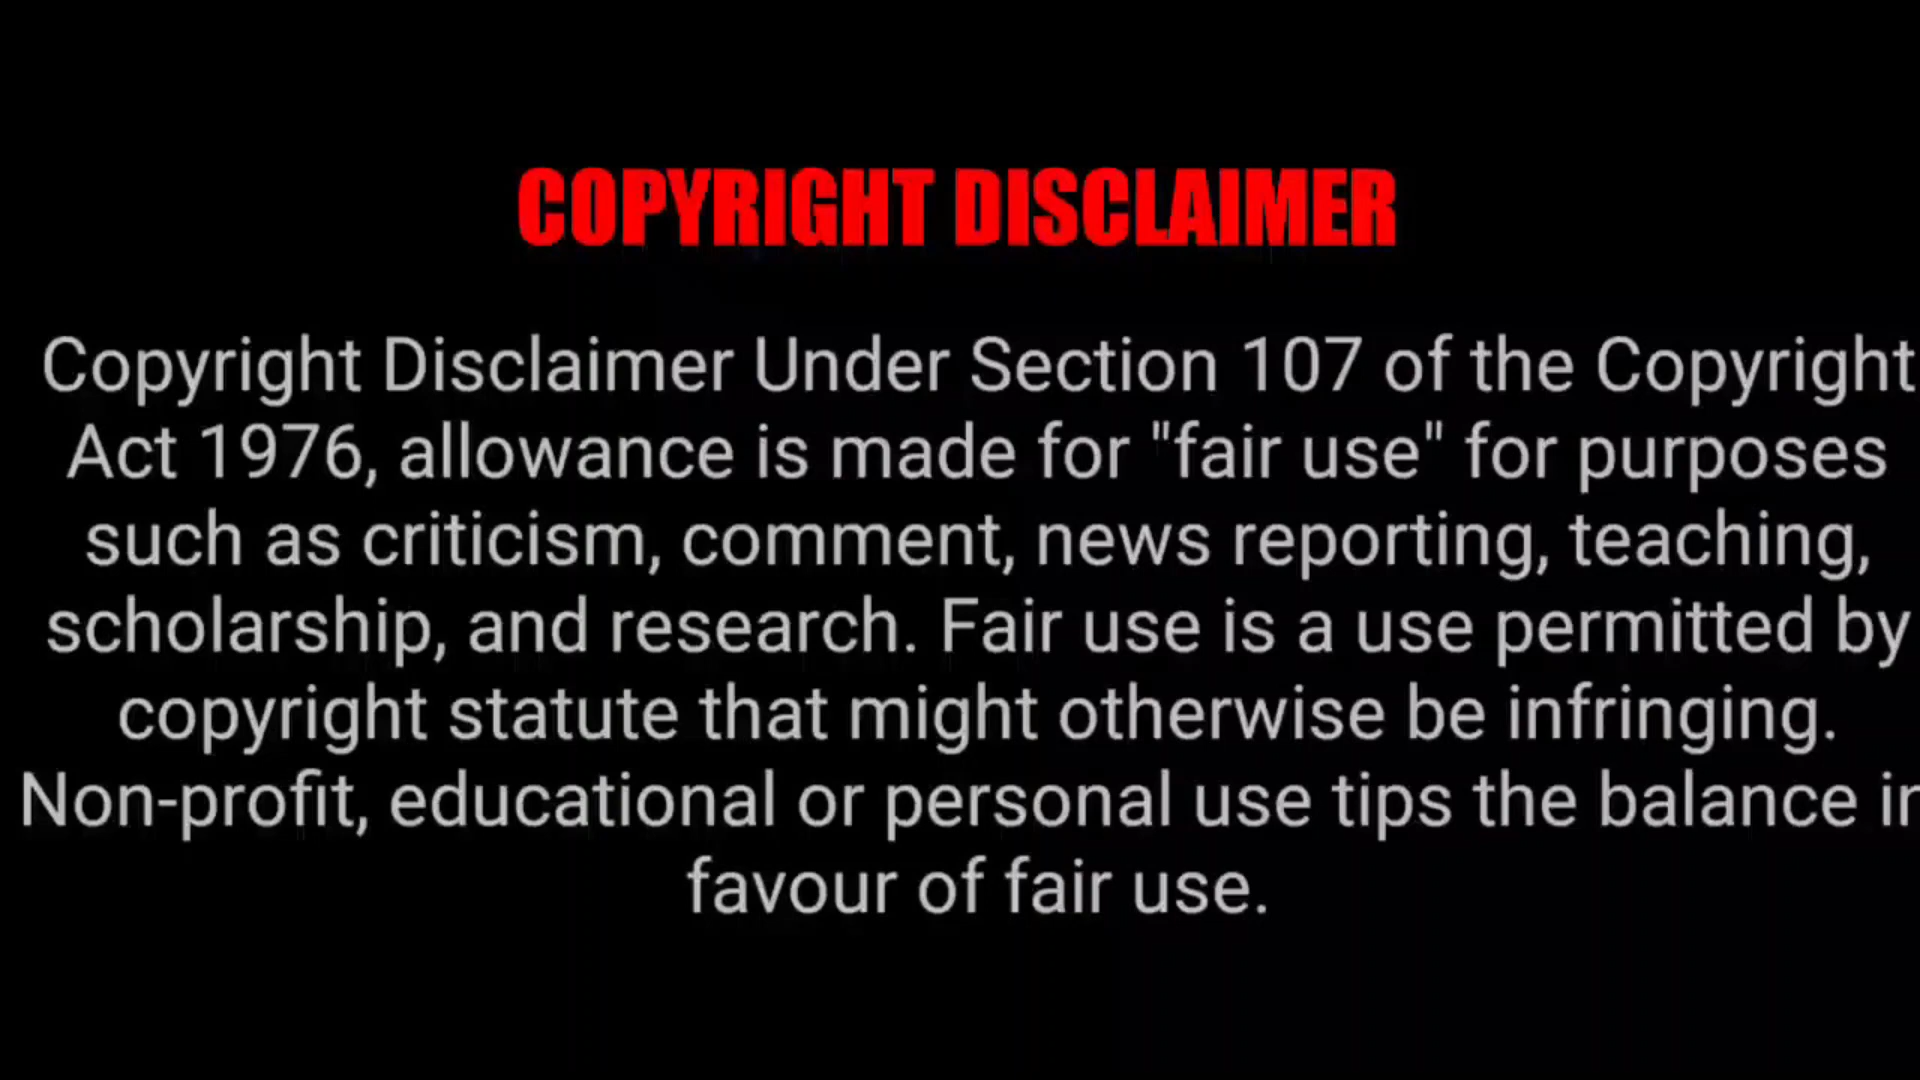 COPYRIGHT DISCLAIMER
Copyright Disclaimer Under Section 107 of the Copyright
Act 1976, allowance is made for "fair use" for purposes
such as criticism, comment, news reporting, teaching,
scholarship, and research. Fair use is a use permitted by
copyright statute that might otherwise be infringing.
Non-profit, educational or personal use tips the balance in
favour of fair use.